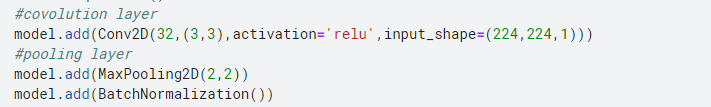 #covolution layer
model.add(Conv2D(32,(3,3),activation='relu',input_shape=(224,224,1)))
#pooling layer
model.add(MaxPooling2D(2,2))
model.add(BatchNormalization())